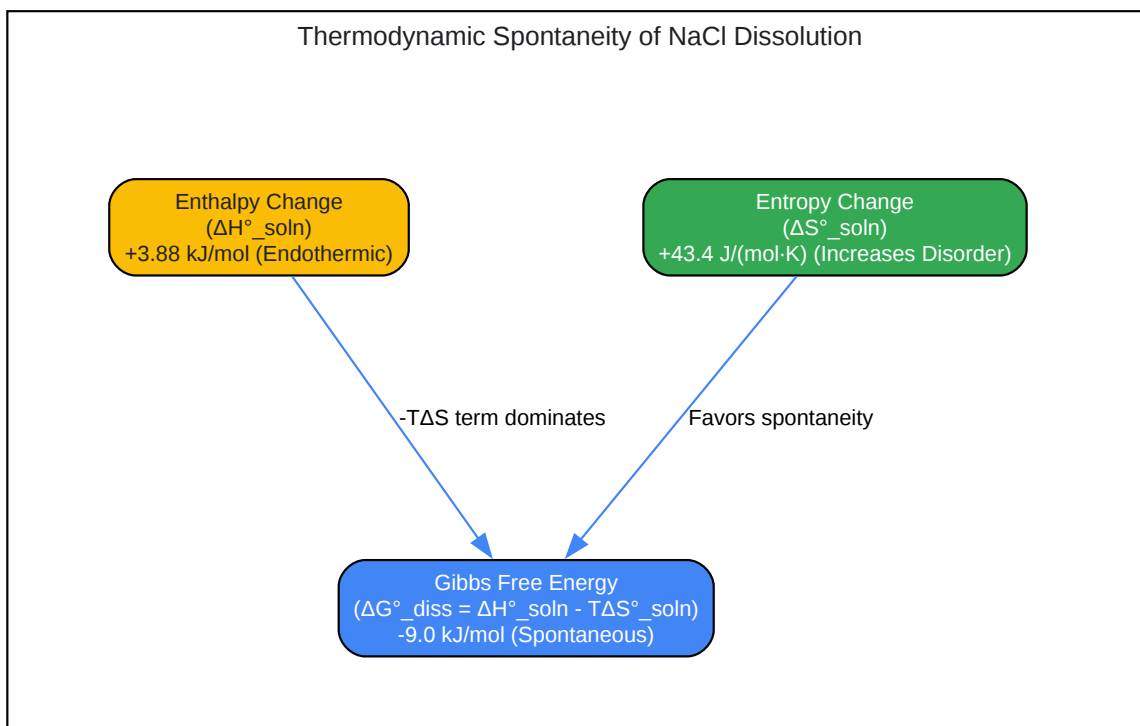 Thermodynamic Spontaneity of NaCl Dissolution
Enthalpy Change
(ΔH°_soln)
+3.88 kJ/mol (Endothermic)
Entropy Change
(ΔS°_soln)
+43.4 J/(mol·K) (Increases Disorder)
-TΔS term dominates
Favors spontaneity
Gibbs Free Energy
(ΔG°_diss = ΔH°_soln - TΔS°_soln)
-9.0 kJ/mol (Spontaneous)